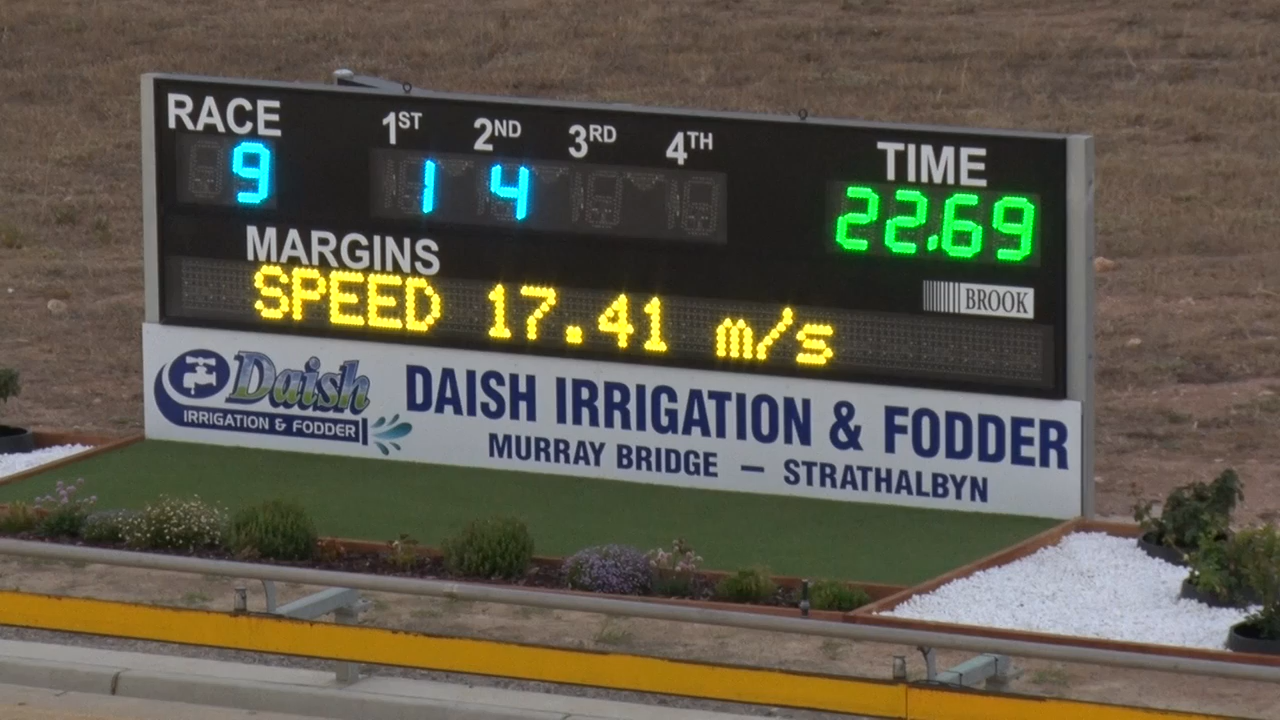 RACE 1ST 2ND 3RD 4TH TIME
9 1 4 22.69
MARGINS
SPEED 17.41 m/s
BROOK
Daish
IRRIGATION & FODDER
DAISH IRRIGATION & FODDER
MURRAY BRIDGE — STRATHALBYN